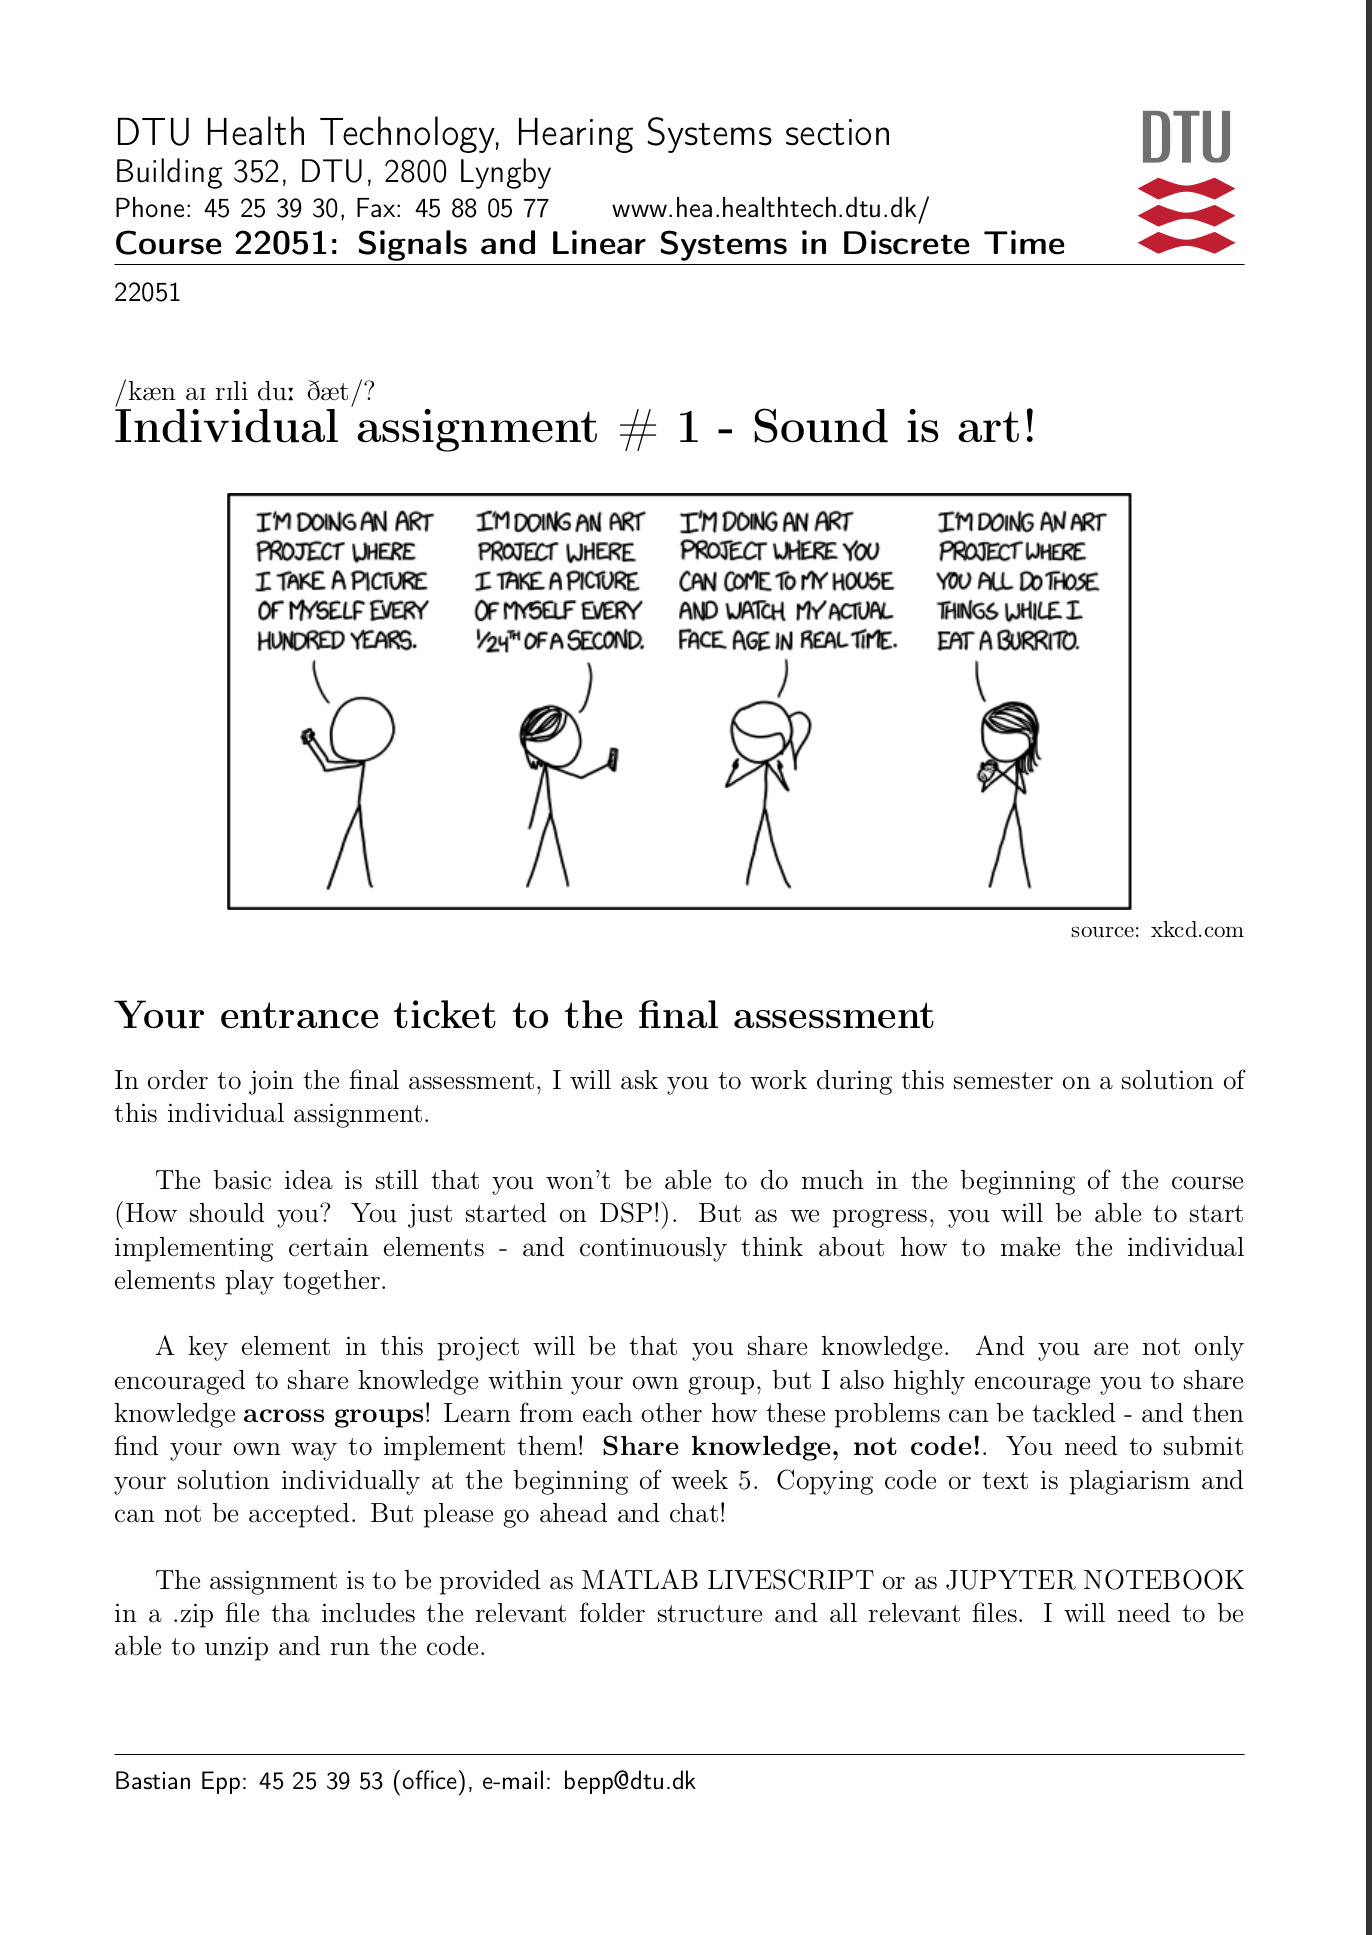 DTU Health Technology, Hearing Systems section
Building 352, DTU, 2800 Lyngby
Phone: 45 25 39 30, Fax: 45 88 05 77 www.hea.healthtech.dtu.dk/
Course 22051: Signals and Linear Systems in Discrete Time
DTU
22051
/kæn aɪ rɪli duː ðæt/?
Individual assignment # 1 - Sound is art!
I'M DOING AN ART
PROJECT WHERE
I TAKE A PICTURE
OF MYSELF EVERY
HUNDRED YEARS.
I'M DOING AN ART
PROJECT WHERE
I TAKE A PICTURE
OF MYSELF EVERY
1/24TH OF A SECOND.
I'M DOING AN ART
PROJECT WHERE YOU
CAN COME TO MY HOUSE
AND WATCH MY ACTUAL
FACE AGE IN REAL TIME.
I'M DOING AN ART
PROJECT WHERE
YOU ALL DO THOSE
THINGS WHILE I
EAT A BURRITO.
source: xkcd.com
Your entrance ticket to the final assessment
In order to join the final assessment, I will ask you to work during this semester on a solution of
this individual assignment.
The basic idea is still that you won't be able to do much in the beginning of the course
(How should you? You just started on DSP!). But as we progress, you will be able to start
implementing certain elements - and continuously think about how to make the individual
elements play together.
A key element in this project will be that you share knowledge. And you are not only
encouraged to share knowledge within your own group, but I also highly encourage you to share
knowledge across groups! Learn from each other how these problems can be tackled - and then
find your own way to implement them! Share knowledge, not code!. You need to submit
your solution individually at the beginning of week 5. Copying code or text is plagiarism and
can not be accepted. But please go ahead and chat!
The assignment is to be provided as MATLAB LIVESCRIPT or as JUPYTER NOTEBOOK
in a .zip file tha includes the relevant folder structure and all relevant files. I will need to be
able to unzip and run the code.
Bastian Epp: 45 25 39 53 (office), e-mail: bepp@dtu.dk